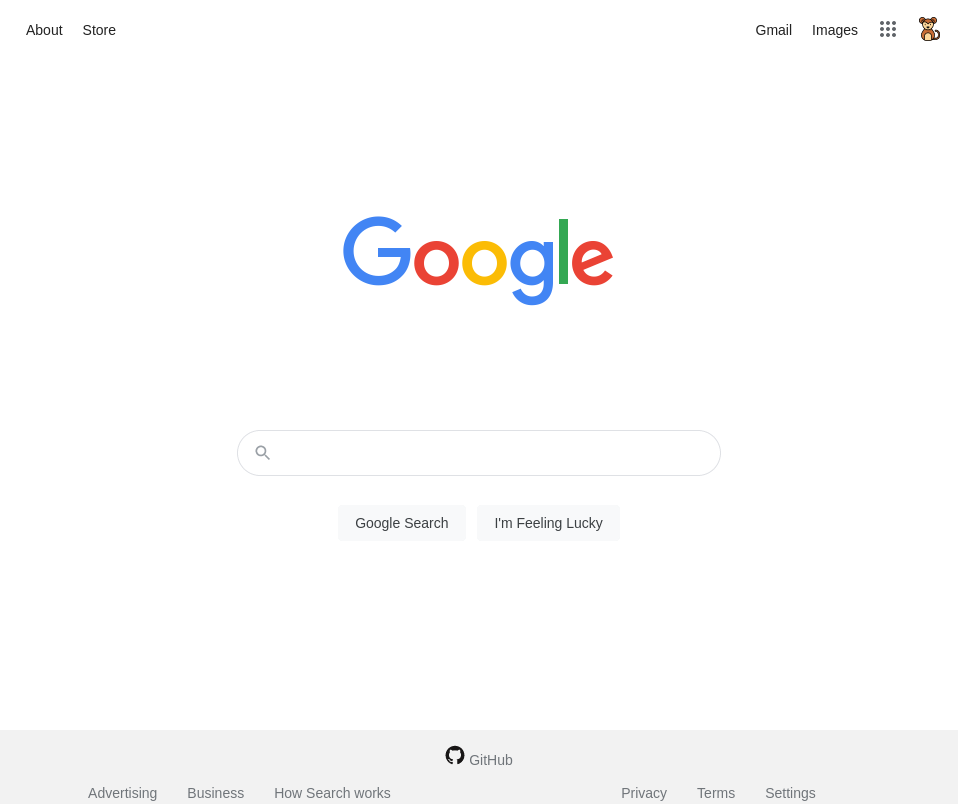 About Store Gmail Images
Google
Google Search I'm Feeling Lucky
GitHub
Advertising Business How Search works Privacy Terms Settings